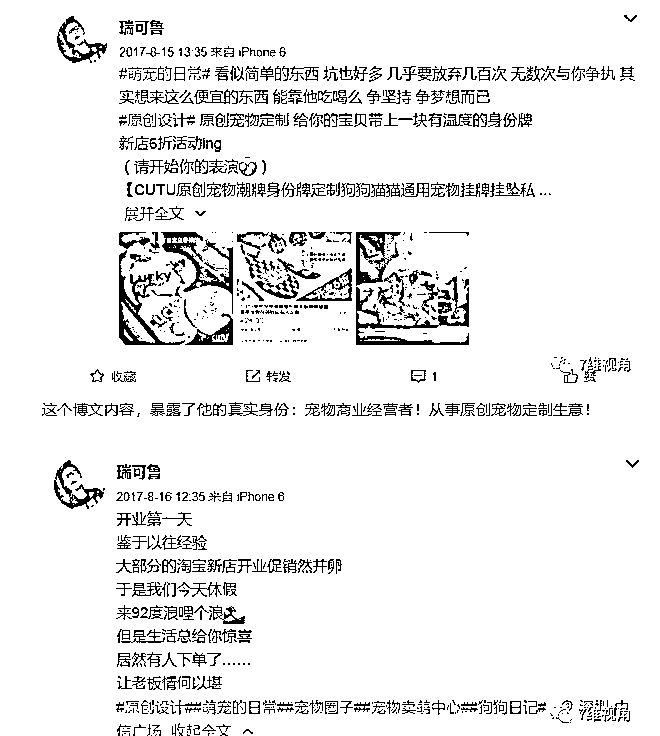 瑞可鲁
2017-8-15 13:35 来自 iPhone 6
#萌宠的日常# 看似简单的东西 坑也好多 几乎要放弃几百次 无数次与你争执 其
实想来这么便宜的东西 能靠他吃喝么 争坚持 争梦想而已
#原创设计# 原创宠物定制 给你的宝贝带上一块有温度的身份牌
新店6折活动ing
（请开始你的表演）
【CUTU原创宠物潮牌身份牌定制狗狗猫猫通用宠物挂牌挂坠私 ...
展开全文
Lucky
收藏 转发 1 赞
7维视角
这个博文内容，暴露了他的真实身份：宠物商业经营者！从事原创宠物定制生意！
瑞可鲁
2017-8-16 12:35 来自 iPhone 6
开业第一天
鉴于以往经验
大部分的淘宝新店开业促销然并卵
于是我们今天休假
来92度浪哩个浪
但是生活总给你惊喜
居然有人下单了......
让老板情何以堪
#原创设计##萌宠的日常##宠物圈子##宠物卖萌中心##狗狗日记# 深圳·中
信广场 收起全文
7维视角